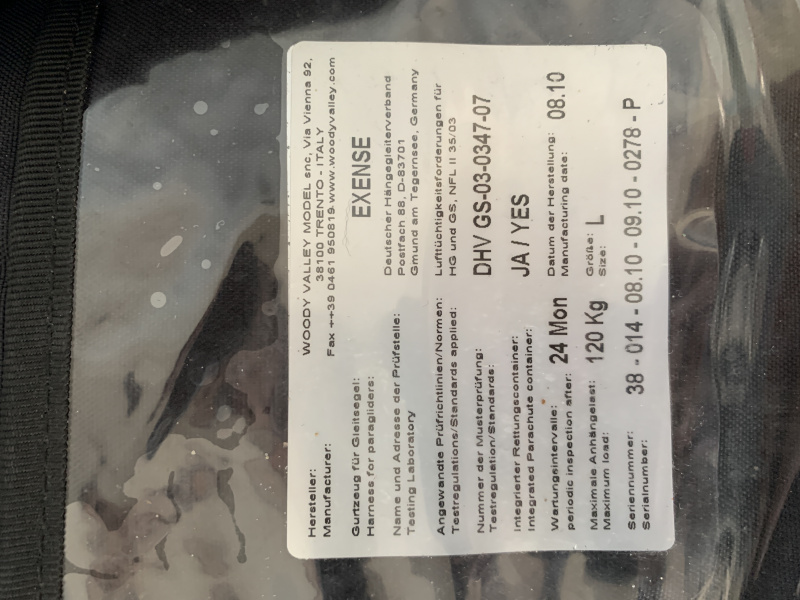 Hersteller: WOODY VALLEY MODEL snc, Via Vienna 92,
Manufacturer: 38100 TRENTO - ITALY
Fax ++39 0461 950819 www.woodyvalley.com
Gurtzeug für Gleitsegel: EXENSE
Harness for paragliders:
Name und Adresse der Prüfstelle: Deutscher Hängegleiterverband
Testing Laboratory Postfach 88, D-83701
Gmund am Tegernsee, Germany
Angewandte Prüfrichtlinien/Normen: Lufttüchtigkeitsforderungen für
Testregulations/Standards applied: HG und GS, NFL II 35/03
Nummer der Musterprüfung: DHV GS-03-0347-07
Testregulation/Standards:
Integrierter Rettungscontainer: JA / YES
Integrated Parachute container:
Wartungsintervalle: 24 Mon Datum der Herstellung: 08.10
periodic inspection after: Manufacturing date:
Maximale Anhängelast: 120 Kg Größe: L
Maximum load: Size:
Seriennummer: 38 - 014 - 08.10 - 09.10 - 0278 - P
Serialnumber: